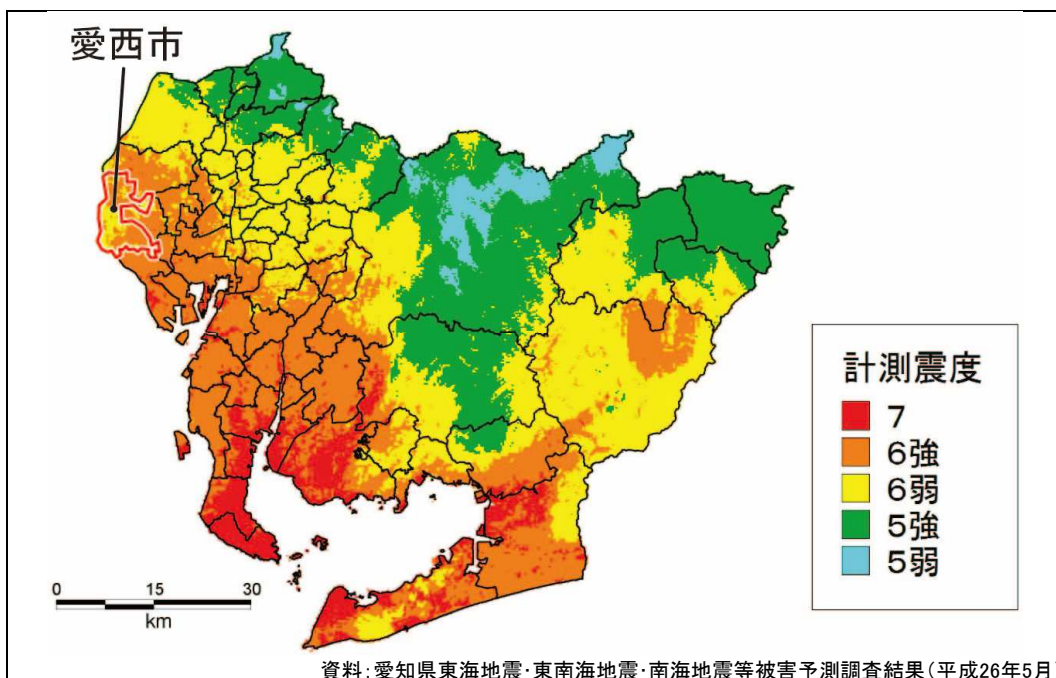 愛西市
計測震度
7
6強
6弱
5強
5弱
0 15 30
km
資料:愛知県東海地震・東南海地震・南海地震等被害予測調査結果(平成26年5月)